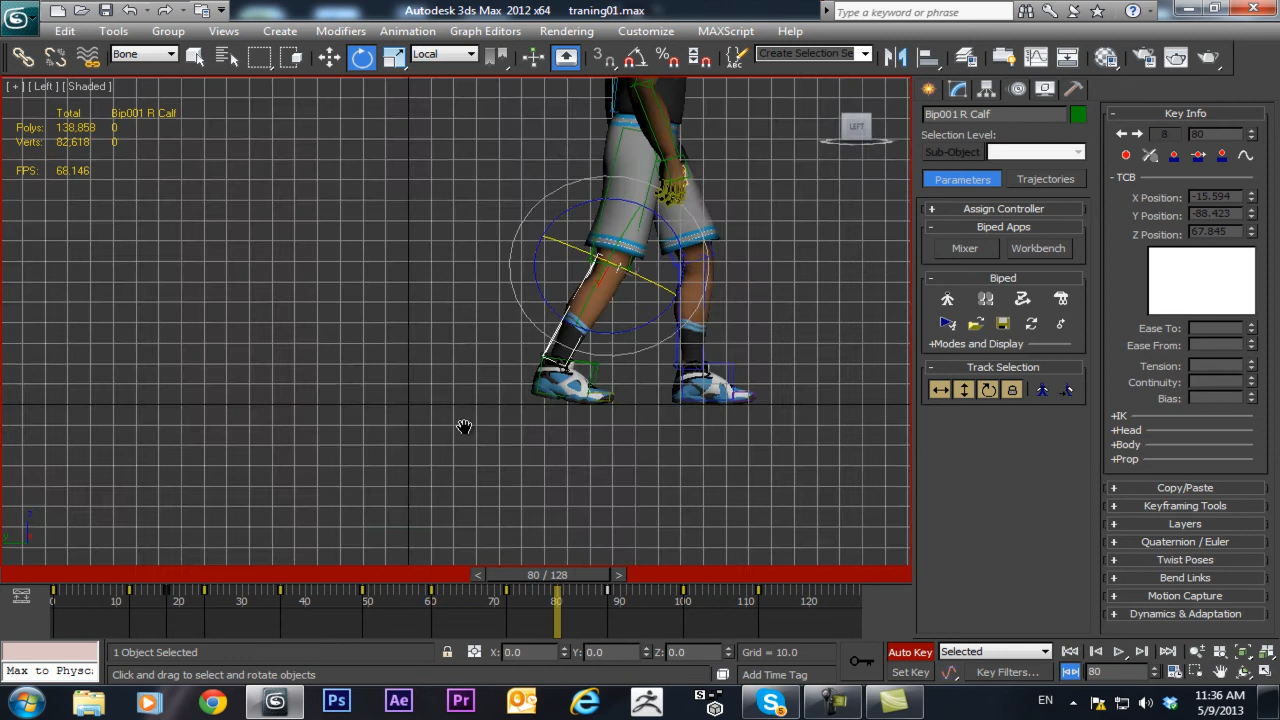 Autodesk 3ds Max 2012 x64 traning01.max
Type a keyword or phrase
Edit Tools Group Views Create Modifiers Animation Graph Editors Rendering Customize MAXScript Help
Bone
Local
Create Selection Se
[ + ] [ Left ] [ Shaded ]
Total Bip001 R Calf
Polys: 138,858 0
Verts: 82,618 0
FPS: 68.146
LEFT
Bip001 R Calf
Selection Level:
Sub-Object
Parameters Trajectories
+ Assign Controller
- Biped Apps
Mixer Workbench
- Biped
+Modes and Display
- Track Selection
- Key Info
8 80
- TCB
X Position: -15.594
Y Position: -88.423
Z Position: 67.845
Ease To:
Ease From:
Tension:
Continuity:
Bias:
+IK
+Head
+Body
+Prop
+ Copy/Paste
+ Keyframing Tools
+ Layers
+ Quaternion / Euler
+ Twist Poses
+ Bend Links
+ Motion Capture
+ Dynamics & Adaptation
z
y
< 80 / 128 >
0 10 20 30 40 50 60 70 80 90 100 110 120
1 Object Selected X: 0.0 Y: 0.0 Z: 0.0 Grid = 10.0 Auto Key Selected
Max to Physc: Click and drag to select and rotate objects Add Time Tag Set Key Key Filters... 80
Ps Ae Pr S EN
11:36 AM
5/9/2013